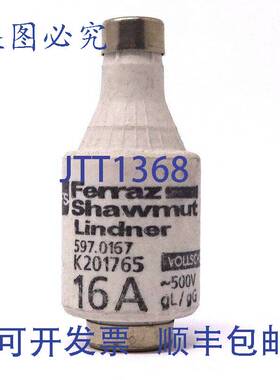 图必究
JTT1368
Ferraz
Shawmut
Lindner
597.0167
K201765
16A
~500V
gL/gG
可开发票 顺丰包邮